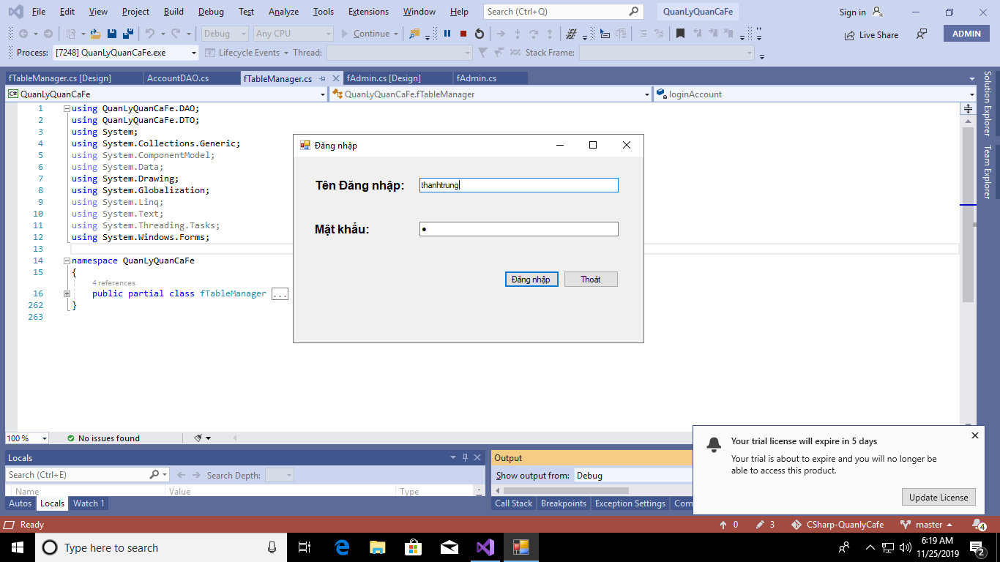 File Edit View Project Build Debug Test Analyze Tools Extensions Window Help Search (Ctrl+Q) QuanLyQuanCaFe Sign in
Debug Any CPU Continue Live Share ADMIN
Process: [7248] QuanLyQuanCaFe.exe Lifecycle Events Thread: Stack Frame:
fTableManager.cs [Design] AccountDAO.cs fTableManager.cs fAdmin.cs [Design] fAdmin.cs
C# QuanLyQuanCaFe QuanLyQuanCaFe.fTableManager loginAccount
1 using QuanLyQuanCaFe.DAO;
2 using QuanLyQuanCaFe.DTO;
3 using System;
4 using System.Collections.Generic;
5 using System.ComponentModel;
6 using System.Data;
7 using System.Drawing;
8 using System.Globalization;
9 using System.Linq;
10 using System.Text;
11 using System.Threading.Tasks;
12 using System.Windows.Forms;
13
14 namespace QuanLyQuanCaFe
15 {
4 references
16 public partial class fTableManager ...
262 }
263
Đăng nhập
Tên Đăng nhập: thanhtrung
Mật khẩu: ●
Đăng nhập Thoát
Solution Explorer
Team Explorer
100 % No issues found
Locals
Search (Ctrl+E) Search Depth:
Name Value Type
Autos Locals Watch 1
Output
Show output from: Debug
Call Stack Breakpoints Exception Settings Com
Your trial license will expire in 5 days
Your trial is about to expire and you will no longer be
able to access this product.
Update License
Ready 0 3 CSharp-QuanlyCafe master 4
Type here to search
6:19 AM
11/25/2019
2